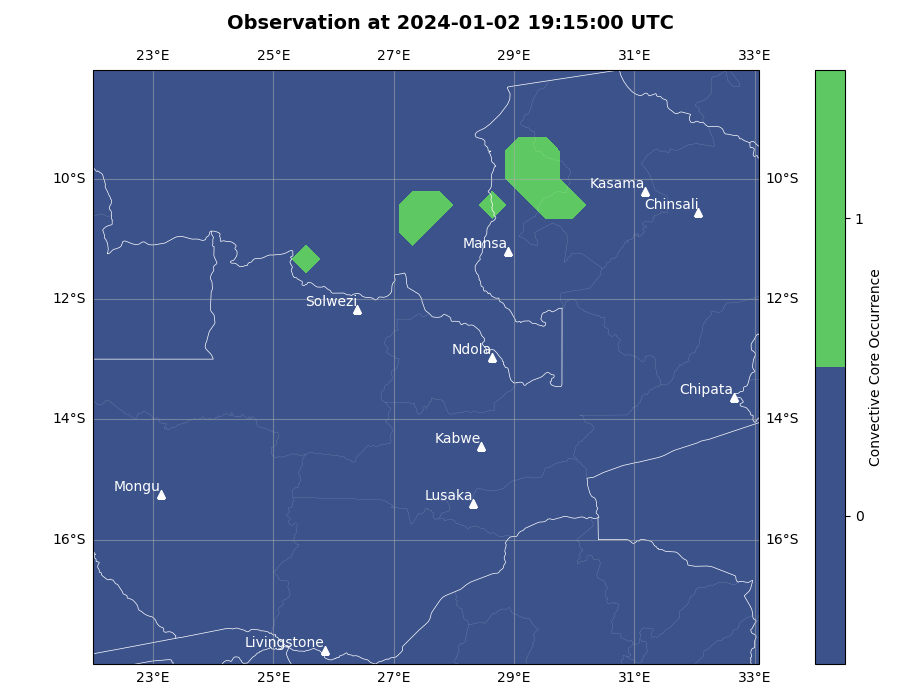 Observation at 2024-01-02 19:15:00 UTC
23°E 25°E 27°E 29°E 31°E 33°E
10°S 10°S
Kasama
Chinsali
1
Mansa
12°S 12°S
Solwezi
Ndola
Chipata
14°S 14°S
Kabwe
Mongu
Lusaka
0
16°S 16°S
Livingstone
23°E 25°E 27°E 29°E 31°E 33°E
Convective Core Occurrence